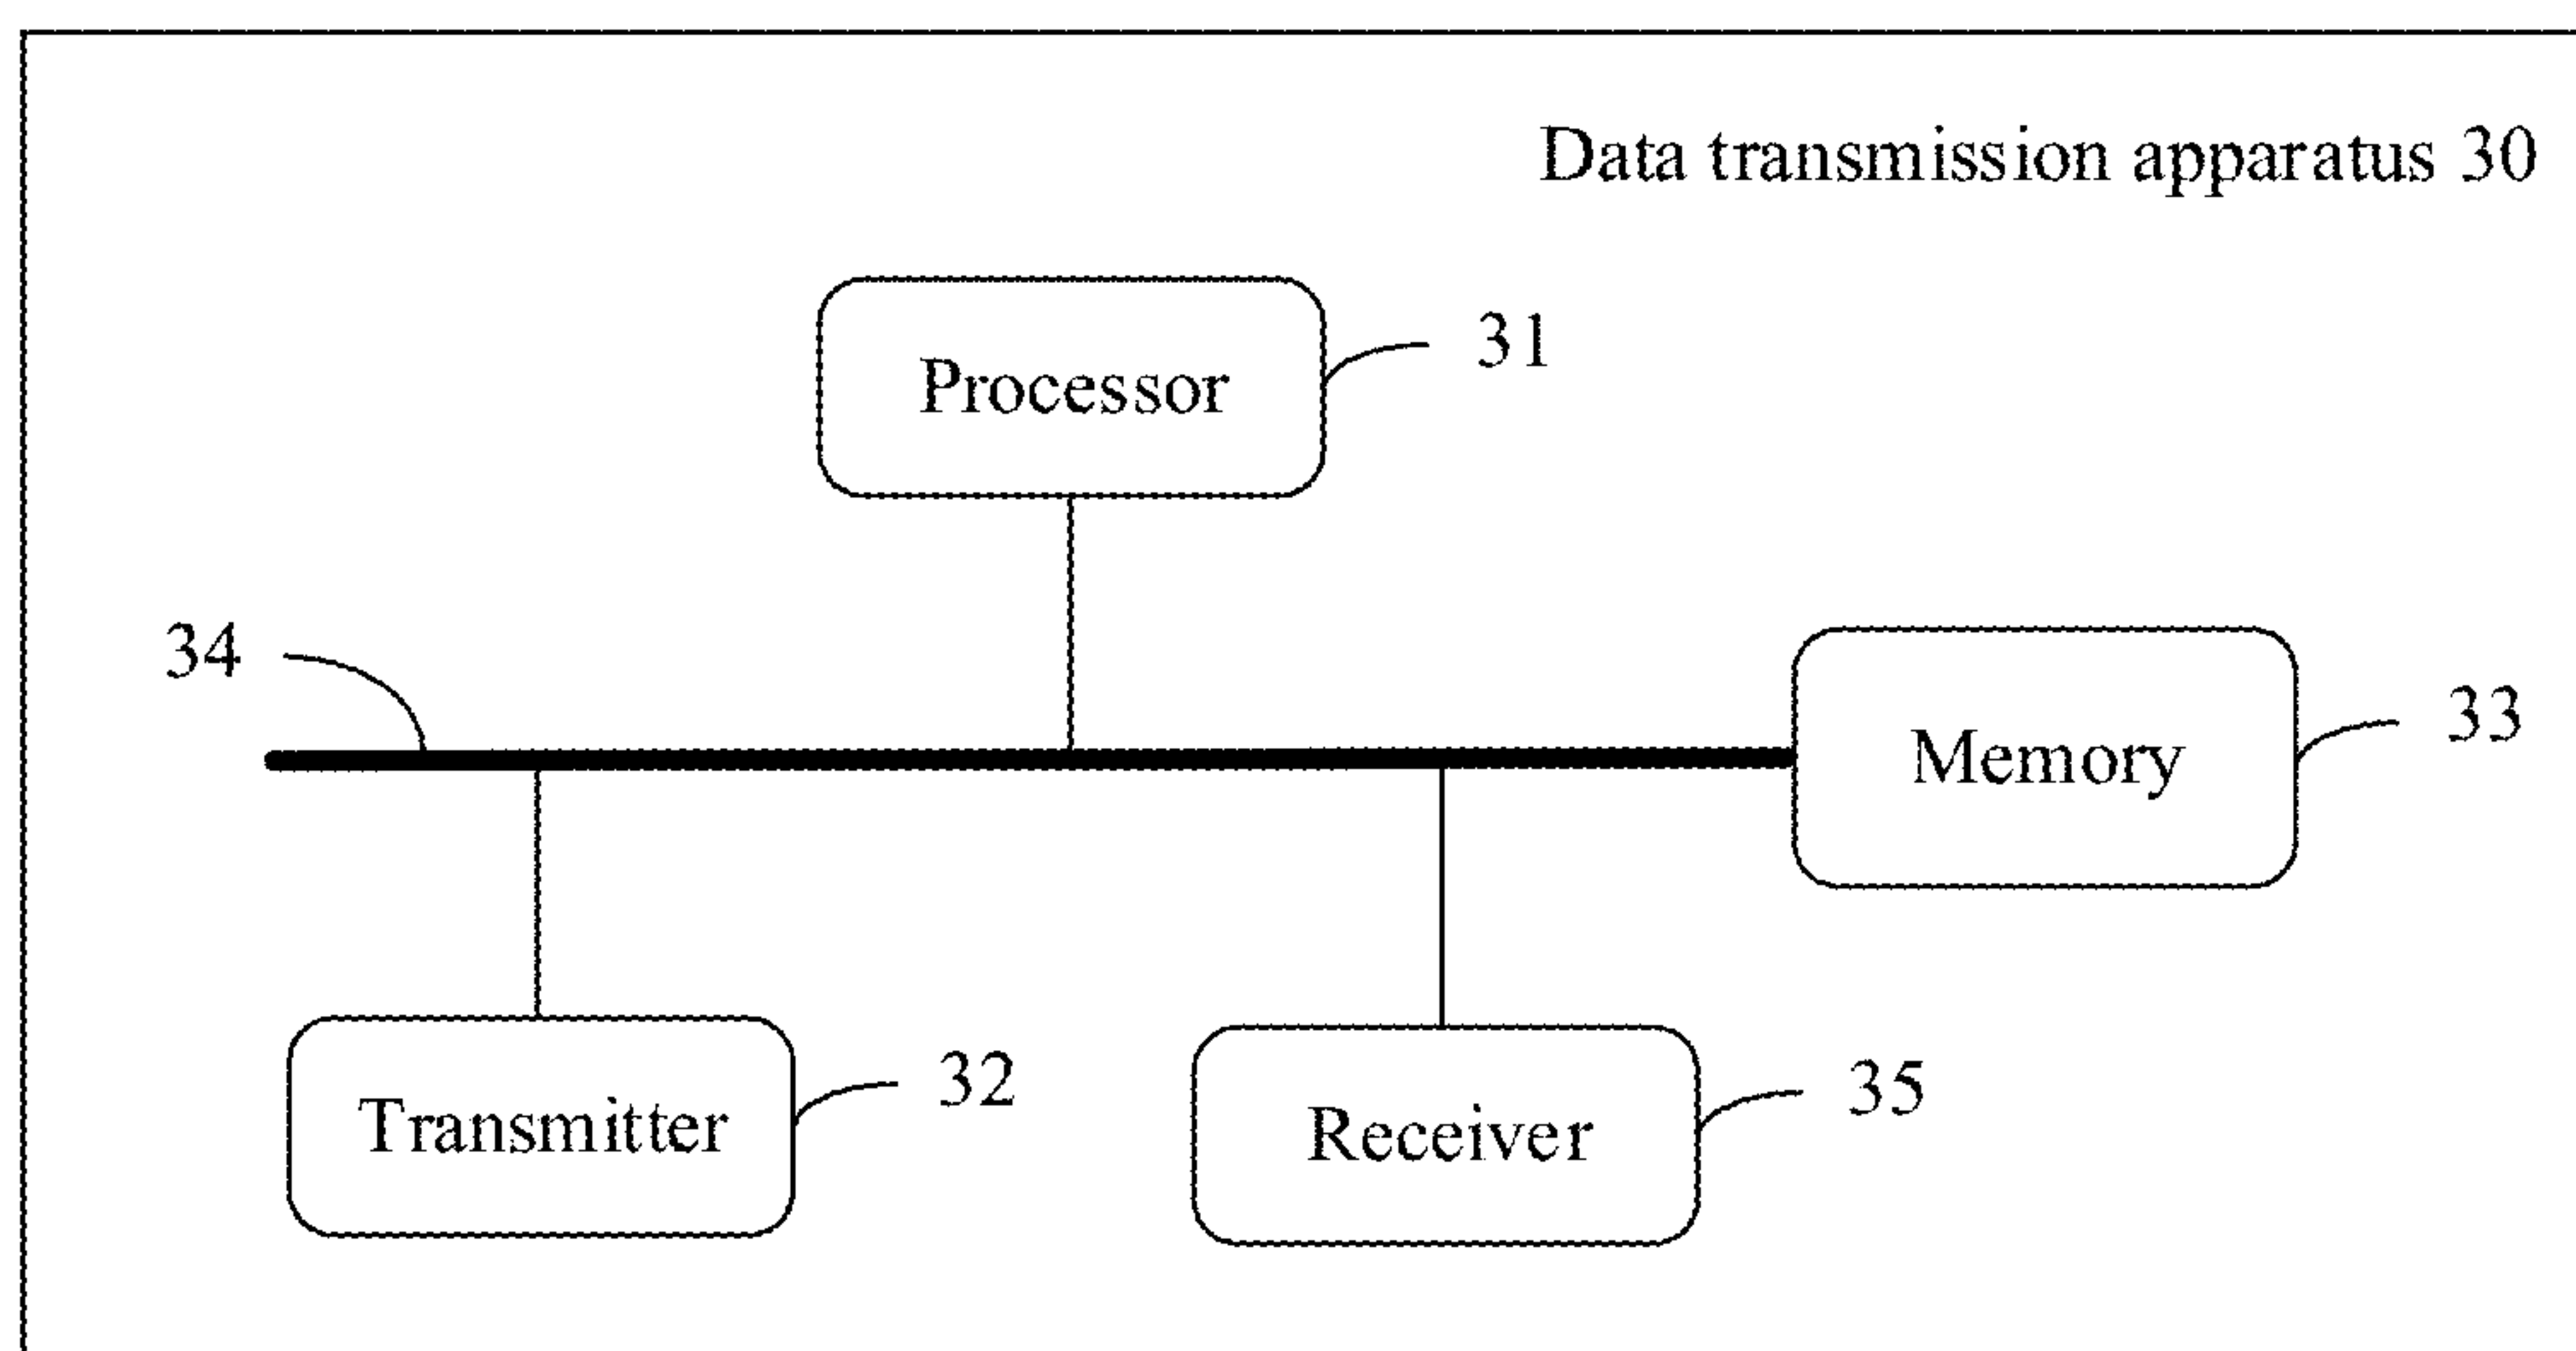 Data transmission apparatus 30
Processor
31
34
Memory
33
Transmitter
32
Receiver
35